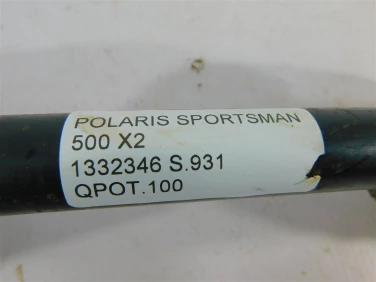 POLARIS SPORTSMAN
500 X2
1332346 S.931
QPOT.100